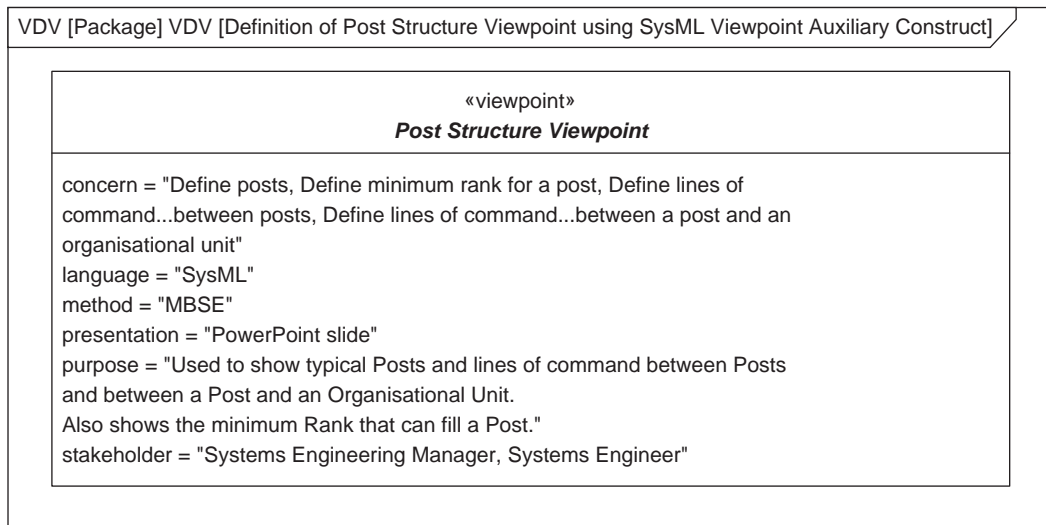 VDV [Package] VDV [Definition of Post Structure Viewpoint using SysML Viewpoint Auxiliary Construct]
«viewpoint»
Post Structure Viewpoint
concern = "Define posts, Define minimum rank for a post, Define lines of
command...between posts, Define lines of command...between a post and an
organisational unit"
language = "SysML"
method = "MBSE"
presentation = "PowerPoint slide"
purpose = "Used to show typical Posts and lines of command between Posts
and between a Post and an Organisational Unit.
Also shows the minimum Rank that can fill a Post."
stakeholder = "Systems Engineering Manager, Systems Engineer"